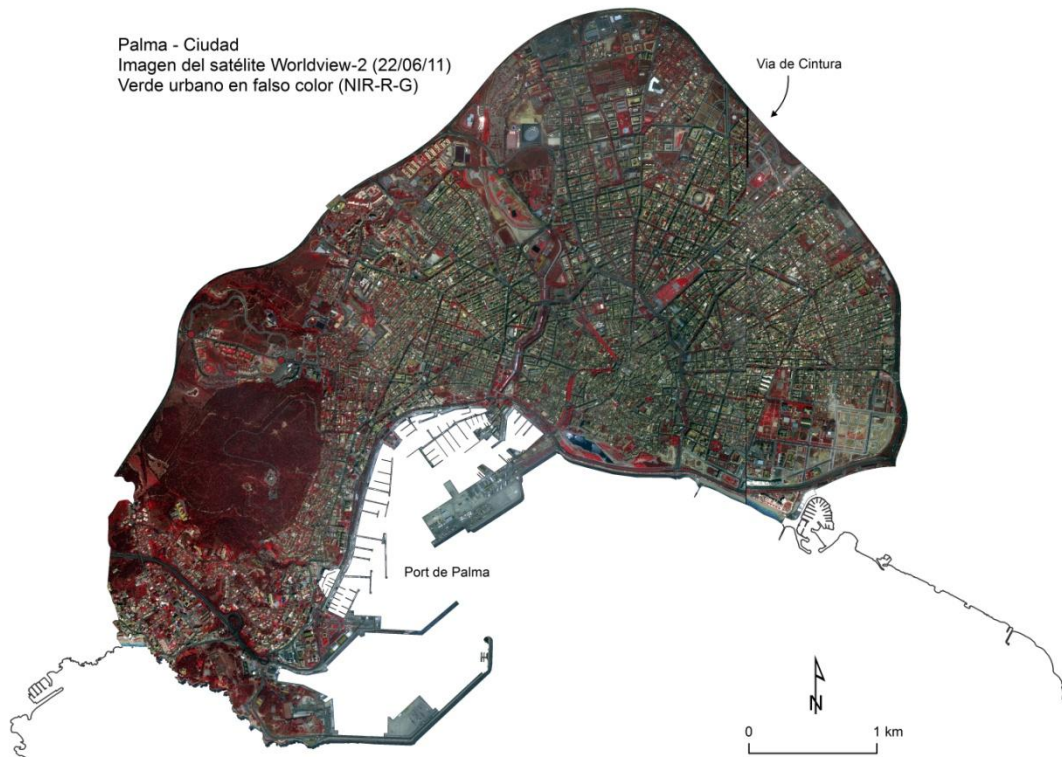 Palma - Ciudad
Imagen del satélite Worldview-2 (22/06/11)
Verde urbano en falso color (NIR-R-G)
Via de Cintura
Port de Palma
N
0 1 km